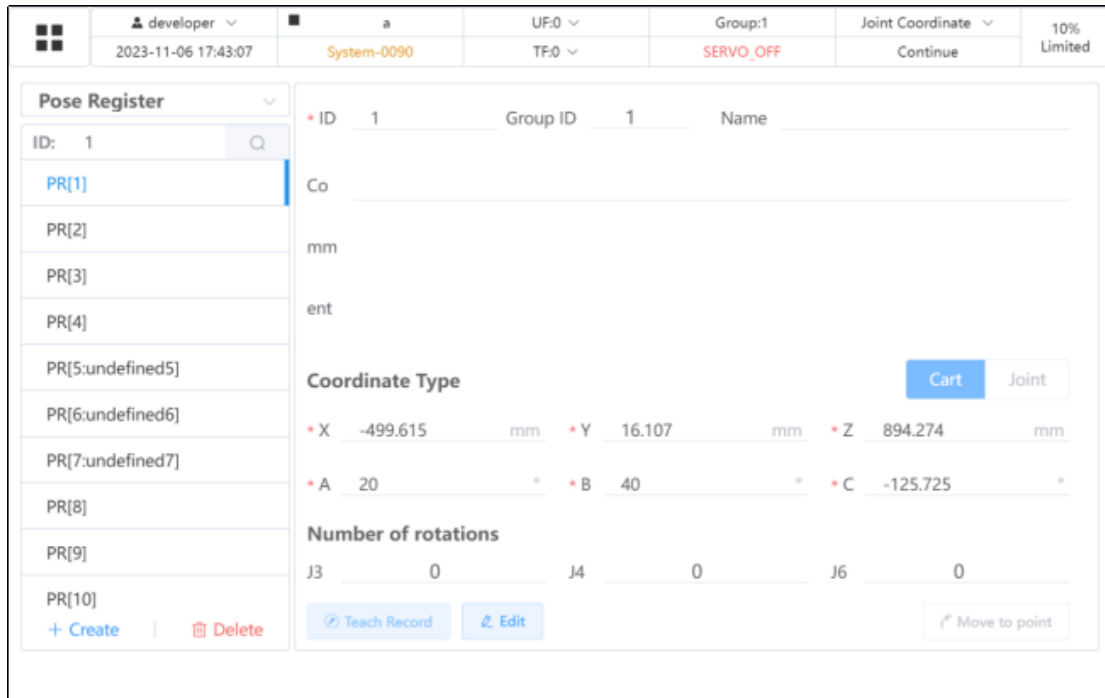 developer a UF:0 Group:1 Joint Coordinate 10%
2023-11-06 17:43:07 System-0090 TF:0 SERVO_OFF Continue Limited
Pose Register
ID: 1
PR[1]
PR[2]
PR[3]
PR[4]
PR[5:undefined5]
PR[6:undefined6]
PR[7:undefined7]
PR[8]
PR[9]
PR[10]
+ Create Delete
* ID 1 Group ID 1 Name
Co
mm
ent
Coordinate Type Cart Joint
* X -499.615 mm * Y 16.107 mm * Z 894.274 mm
* A 20 ° * B 40 ° * C -125.725 °
Number of rotations
J3 0 J4 0 J6 0
Teach Record Edit Move to point